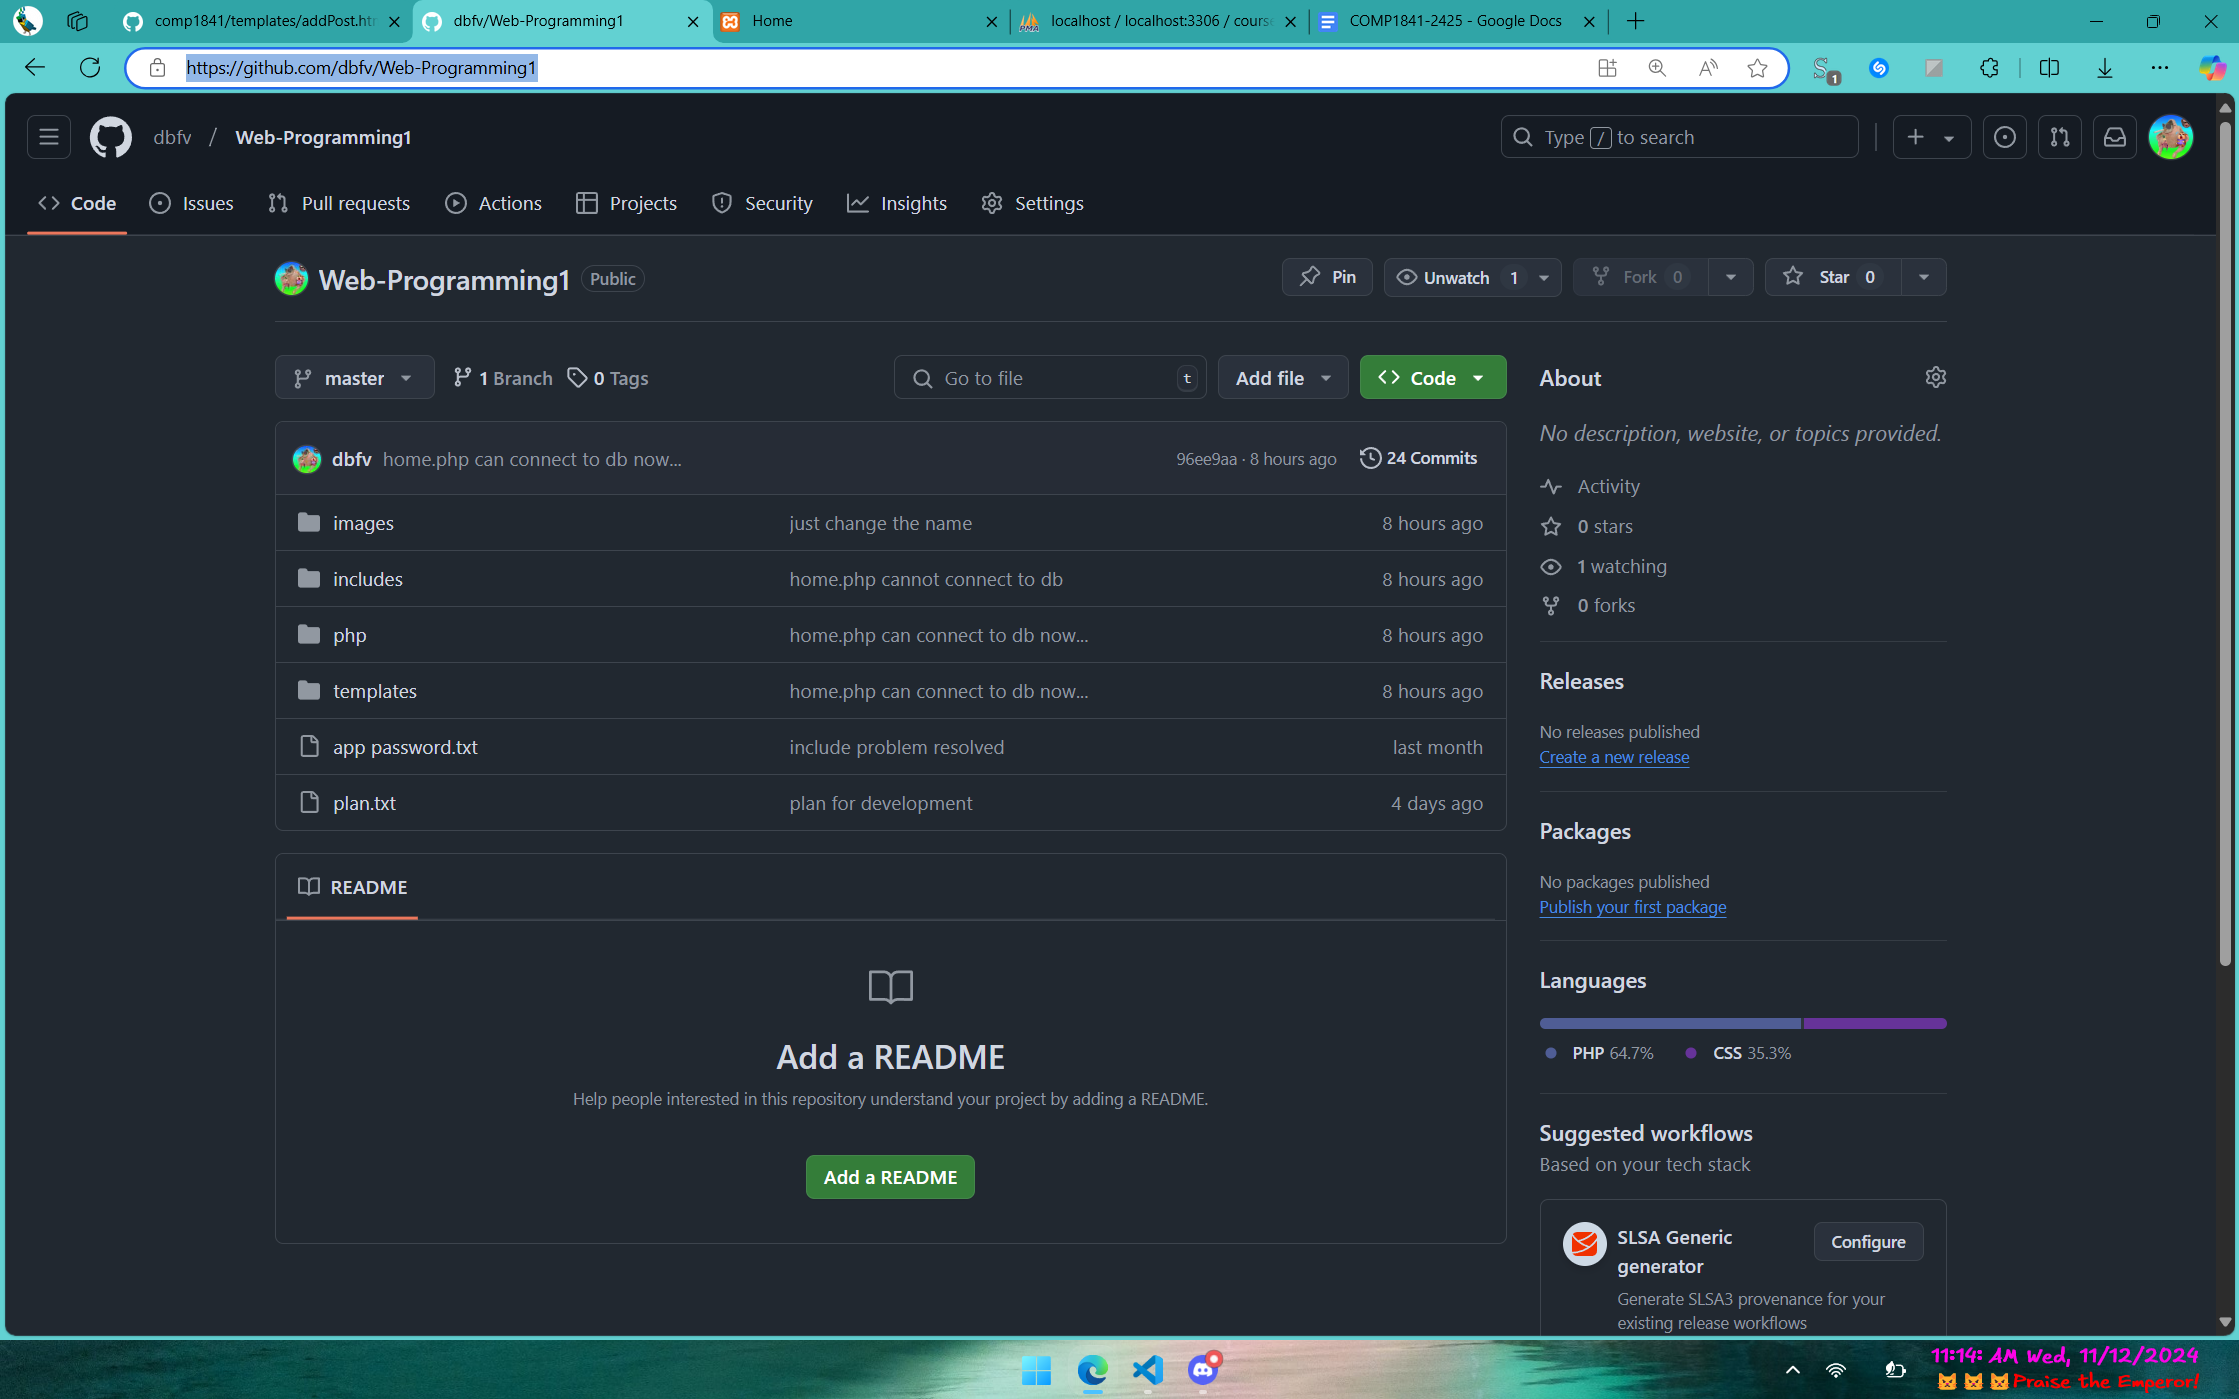 comp1841/templates/addPost.htm
dbfv/Web-Programming1
Home
localhost / localhost:3306 / course
COMP1841-2425 - Google Docs
https://github.com/dbfv/Web-Programming1
1
dbfv / Web-Programming1
Type / to search
Code
Issues
Pull requests
Actions
Projects
Security
Insights
Settings
Web-Programming1 Public
Pin
Unwatch 1
Fork 0
Star 0
master
1 Branch
0 Tags
Go to file t
Add file
Code
dbfv home.php can connect to db now... 96ee9aa · 8 hours ago 24 Commits
images just change the name 8 hours ago
includes home.php cannot connect to db 8 hours ago
php home.php can connect to db now... 8 hours ago
templates home.php can connect to db now... 8 hours ago
app password.txt include problem resolved last month
plan.txt plan for development 4 days ago
README
Add a README
Help people interested in this repository understand your project by adding a README.
Add a README
About
No description, website, or topics provided.
Activity
0 stars
1 watching
0 forks
Releases
No releases published
Create a new release
Packages
No packages published
Publish your first package
Languages
PHP 64.7% CSS 35.3%
Suggested workflows
Based on your tech stack
SLSA Generic
generator
Configure
Generate SLSA3 provenance for your
existing release workflows
11:14: AM Wed, 11/12/2024
🐱 🐱 🐱Praise the Emperor!